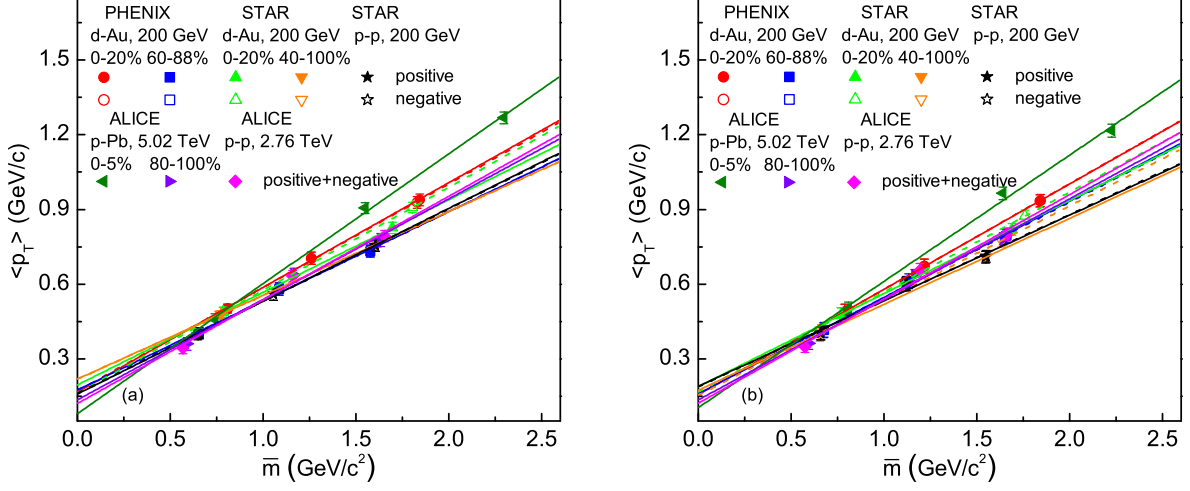 PHENIX STAR STAR
d-Au, 200 GeV d-Au, 200 GeV p-p, 200 GeV
0-20% 60-88% 0-20% 40-100%
positive
negative
ALICE ALICE
p-Pb, 5.02 TeV p-p, 2.76 TeV
0-5% 80-100%
positive+negative
1.5
1.2
0.9
0.6
0.3
<p_T> (GeV/c)
(a)
0.0 0.5 1.0 1.5 2.0 2.5
m̅ (GeV/c²)
PHENIX STAR STAR
d-Au, 200 GeV d-Au, 200 GeV p-p, 200 GeV
0-20% 60-88% 0-20% 40-100%
positive
negative
ALICE ALICE
p-Pb, 5.02 TeV p-p, 2.76 TeV
0-5% 80-100%
positive+negative
1.5
1.2
0.9
0.6
0.3
<p_T> (GeV/c)
(b)
0.0 0.5 1.0 1.5 2.0 2.5
m̅ (GeV/c²)